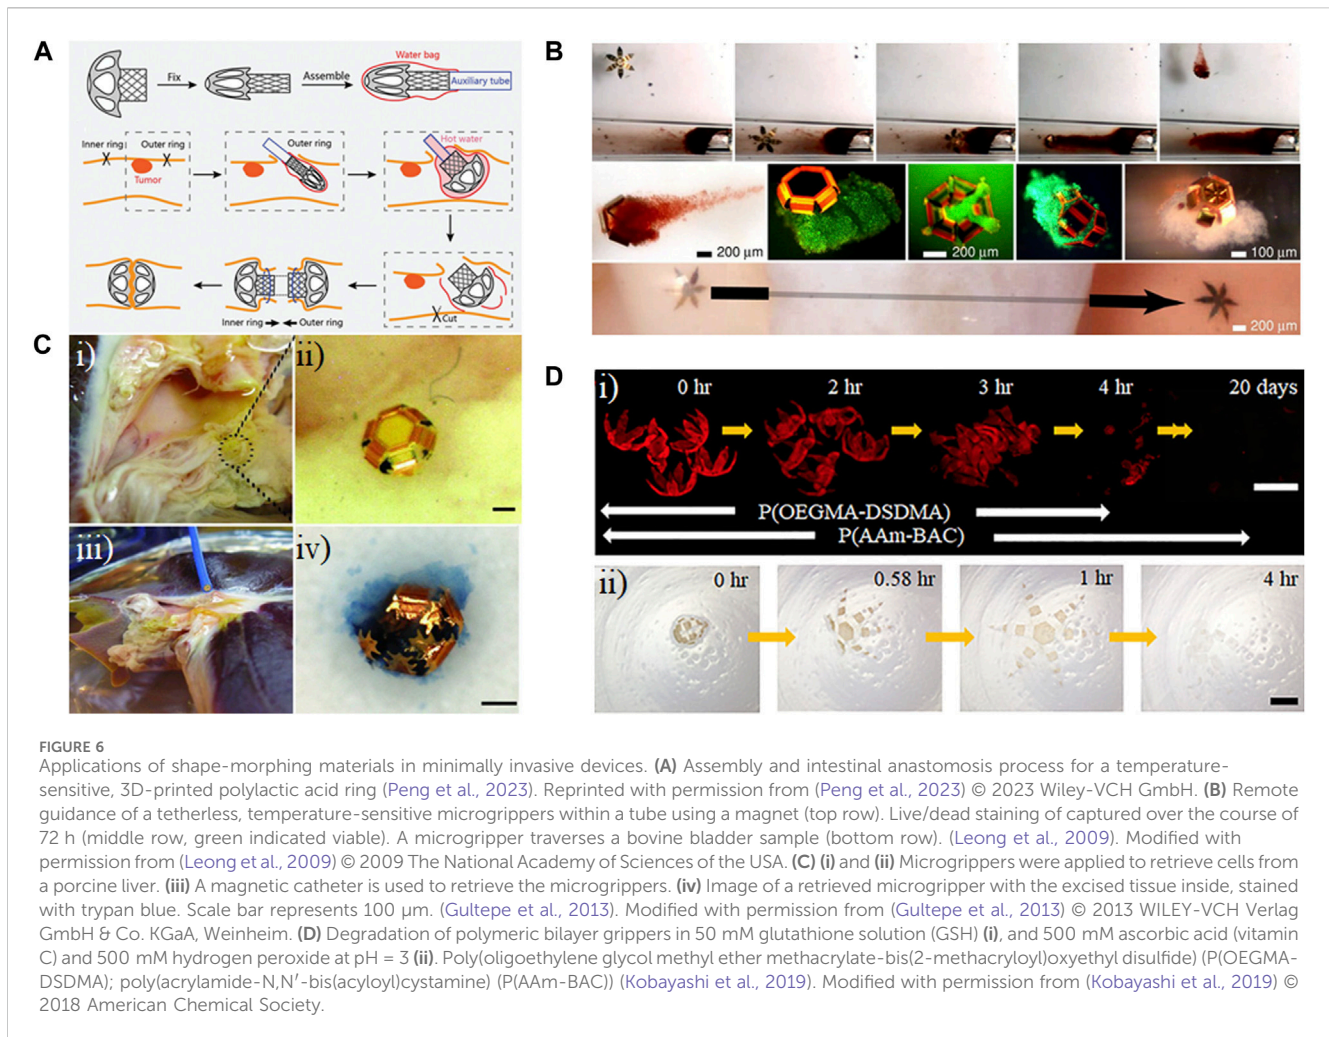 A
Fix
Assemble
Water bag
Auxiliary tube
Inner ring
Outer ring
Tumor
Outer ring
Hot water
Cut
Inner ring
Outer ring
B
200 µm
200 µm
100 µm
200 µm
C
i)
ii)
iii)
iv)
D
i)
0 hr
2 hr
3 hr
4 hr
20 days
P(OEGMA-DSDMA)
P(AAm-BAC)
ii)
0 hr
0.58 hr
1 hr
4 hr
FIGURE 6
Applications of shape-morphing materials in minimally invasive devices. (A) Assembly and intestinal anastomosis process for a temperature-
sensitive, 3D-printed polylactic acid ring (Peng et al., 2023). Reprinted with permission from (Peng et al., 2023) © 2023 Wiley-VCH GmbH. (B) Remote
guidance of a tetherless, temperature-sensitive microgrippers within a tube using a magnet (top row). Live/dead staining of captured over the course of
72 h (middle row, green indicated viable). A microgripper traverses a bovine bladder sample (bottom row). (Leong et al., 2009). Modified with
permission from (Leong et al., 2009) © 2009 The National Academy of Sciences of the USA. (C) (i) and (ii) Microgrippers were applied to retrieve cells from
a porcine liver. (iii) A magnetic catheter is used to retrieve the microgrippers. (iv) Image of a retrieved microgripper with the excised tissue inside, stained
with trypan blue. Scale bar represents 100 µm. (Gultepe et al., 2013). Modified with permission from (Gultepe et al., 2013) © 2013 WILEY-VCH Verlag
GmbH & Co. KGaA, Weinheim. (D) Degradation of polymeric bilayer grippers in 50 mM glutathione solution (GSH) (i), and 500 mM ascorbic acid (vitamin
C) and 500 mM hydrogen peroxide at pH = 3 (ii). Poly(oligoethylene glycol methyl ether methacrylate-bis(2-methacryloyl)oxyethyl disulfide) (P(OEGMA-
DSDMA); poly(acrylamide-N,N′-bis(acyloyl)cystamine) (P(AAm-BAC)) (Kobayashi et al., 2019). Modified with permission from (Kobayashi et al., 2019) ©
2018 American Chemical Society.